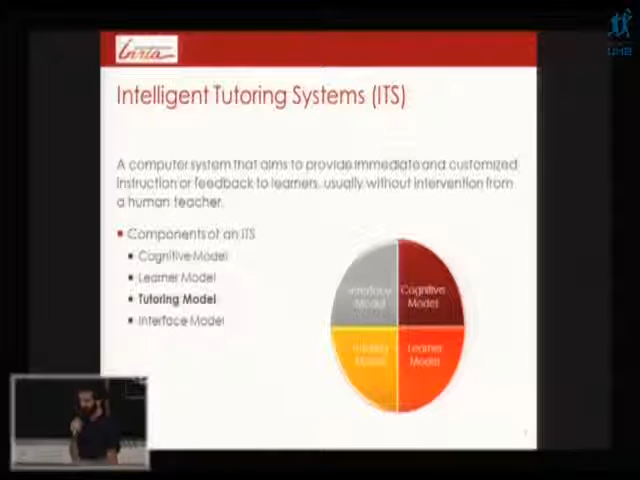 Inria
Intelligent Tutoring Systems (ITS)
A computer system that aims to provide immediate and customized
instruction or feedback to learners, usually without intervention from
a human teacher.
Components of an ITS
Cognitive Model
Learner Model
Tutoring Model
Interface Model
Interface
Model
Cognitive
Model
Tutoring
Model
Learner
Model